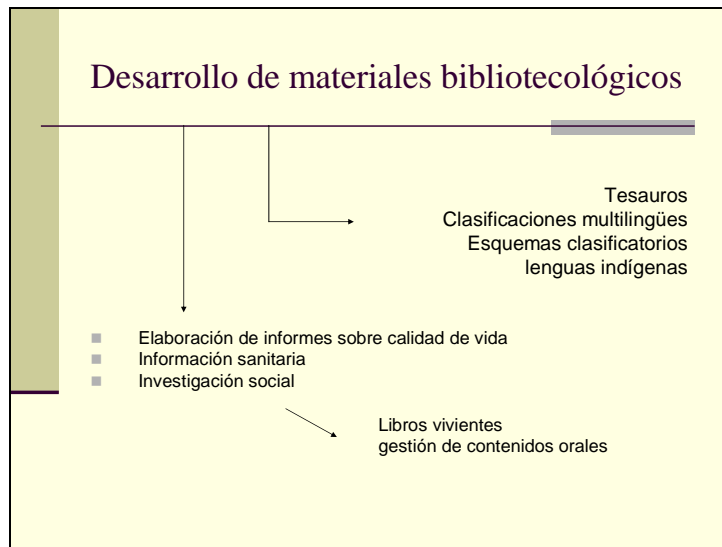 Desarrollo de materiales bibliotecológicos
Tesauros
Clasificaciones multilingües
Esquemas clasificatorios
lenguas indígenas
Elaboración de informes sobre calidad de vida
Información sanitaria
Investigación social
Libros vivientes
gestión de contenidos orales